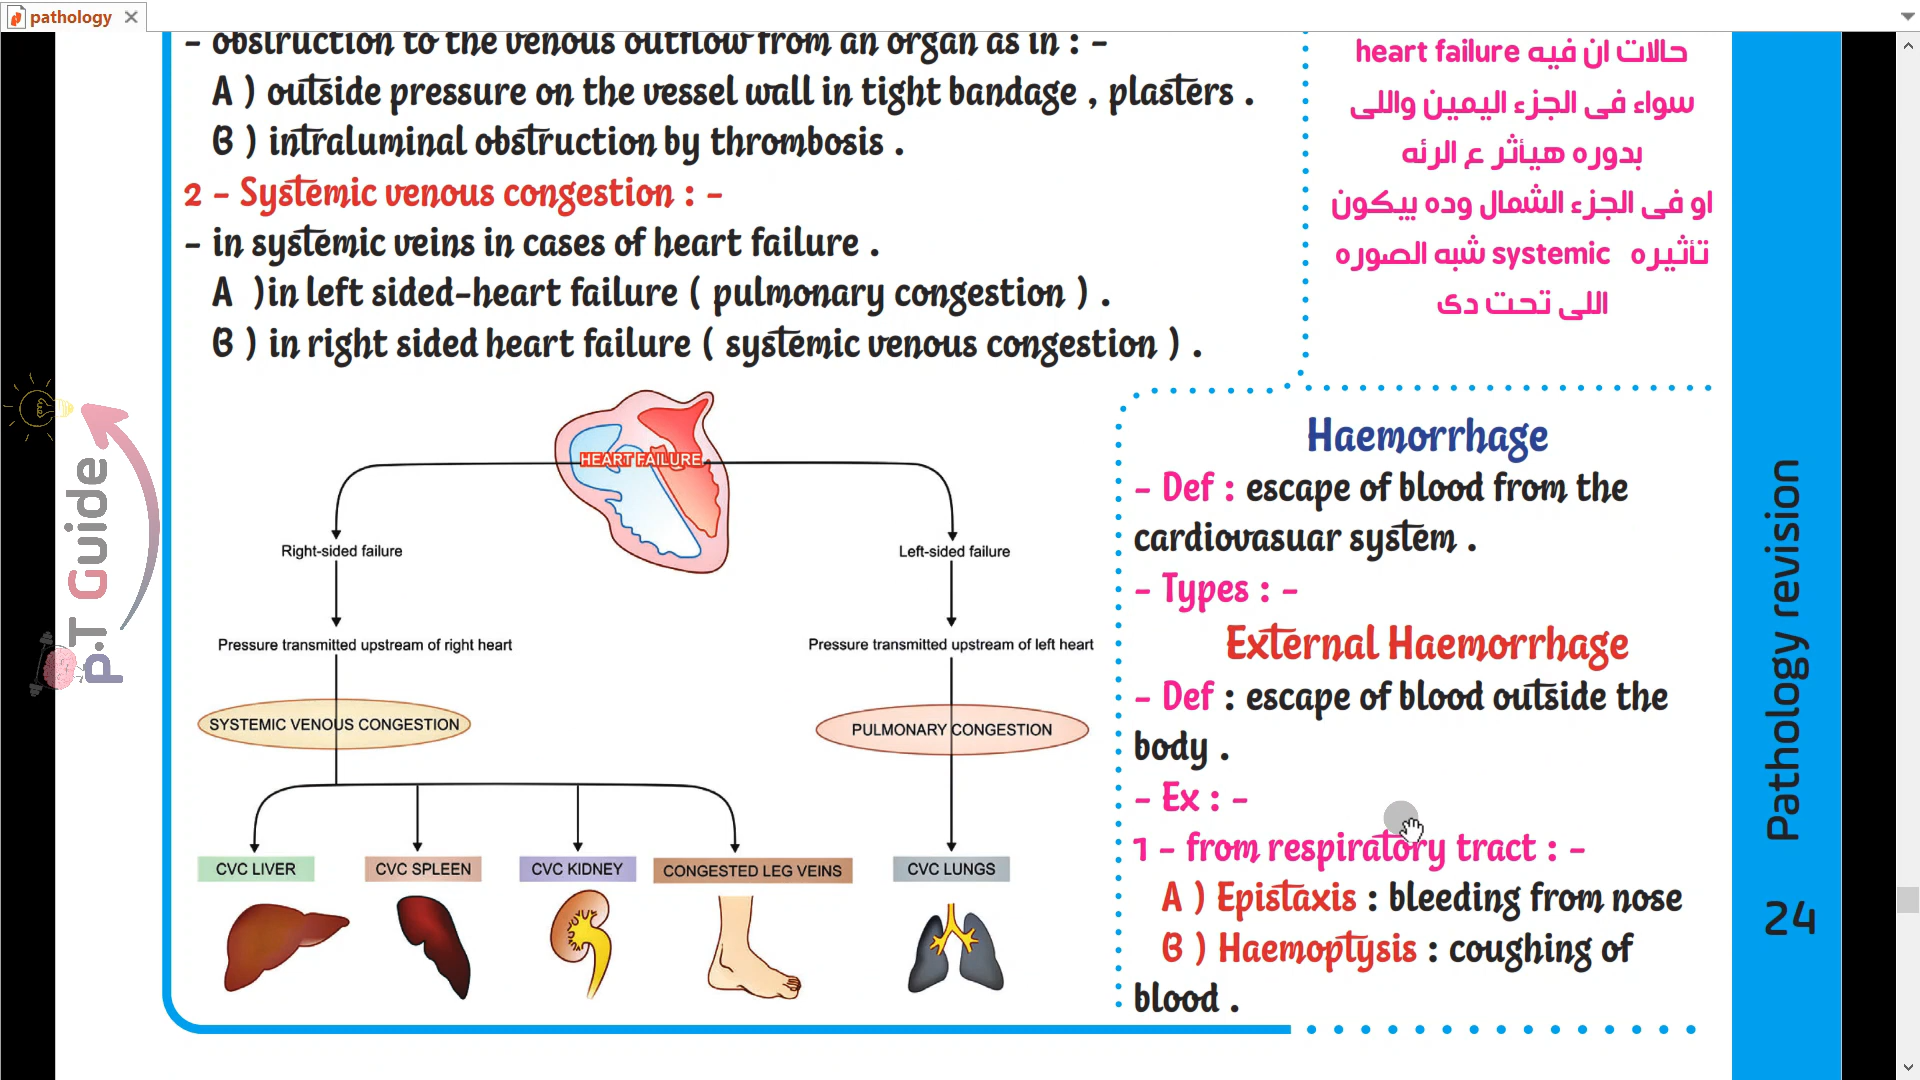 pathology
- obstruction to the venous outflow from an organ as in : -
A ) outside pressure on the vessel wall in tight bandage , plasters .
B ) intraluminal obstruction by thrombosis .
2 - Systemic venous congestion : -
- in systemic veins in cases of heart failure .
A )in left sided-heart failure ( pulmonary congestion ) .
B ) in right sided heart failure ( systemic venous congestion ) .
حالات ان فيه heart failure
سواء فى الجزء اليمين واللى
بدوره هيأثر ع الرئه
او فى الجزء الشمال وده بيكون
تأثيره systemic شبه الصوره
اللى تحت دى
HEART FAILURE
Right-sided failure
Left-sided failure
Pressure transmitted upstream of right heart
Pressure transmitted upstream of left heart
SYSTEMIC VENOUS CONGESTION
PULMONARY CONGESTION
CVC LIVER
CVC SPLEEN
CVC KIDNEY
CONGESTED LEG VEINS
CVC LUNGS
Haemorrhage
- Def : escape of blood from the
cardiovasuar system .
- Types : -
External Haemorrhage
- Def : escape of blood outside the
body .
- Ex : -
1 - from respiratory tract : -
A ) Epistaxis : bleeding from nose
B ) Haemoptysis : coughing of
blood .
Pathology revision
24
P.T Guide